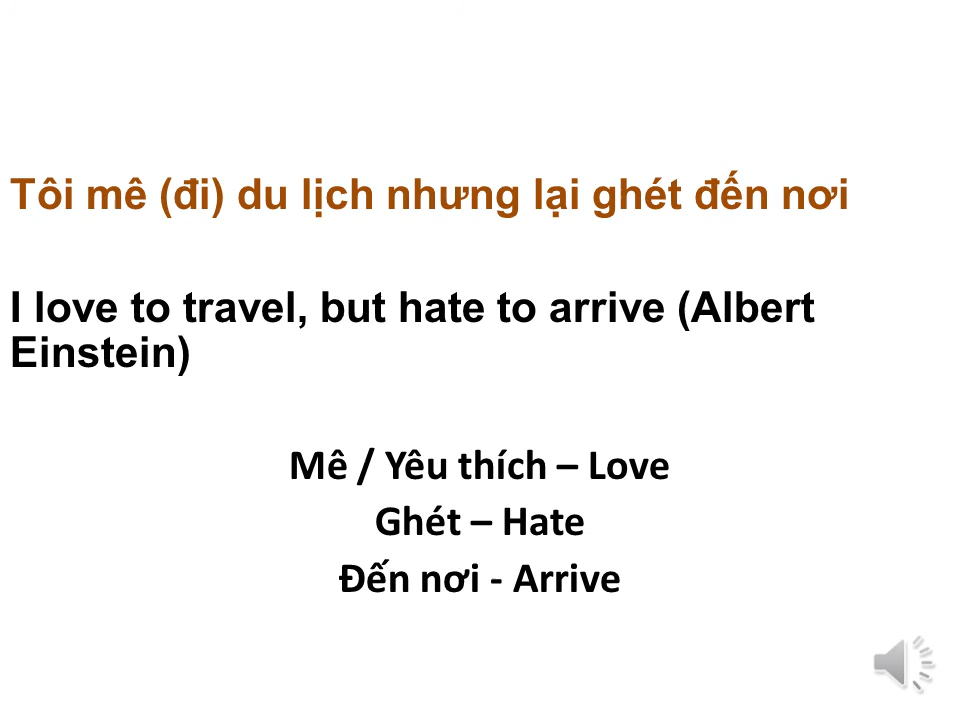 Tôi mê (đi) du lịch nhưng lại ghét đến nơi
I love to travel, but hate to arrive (Albert
Einstein)
Mê / Yêu thích – Love
Ghét – Hate
Đến nơi - Arrive